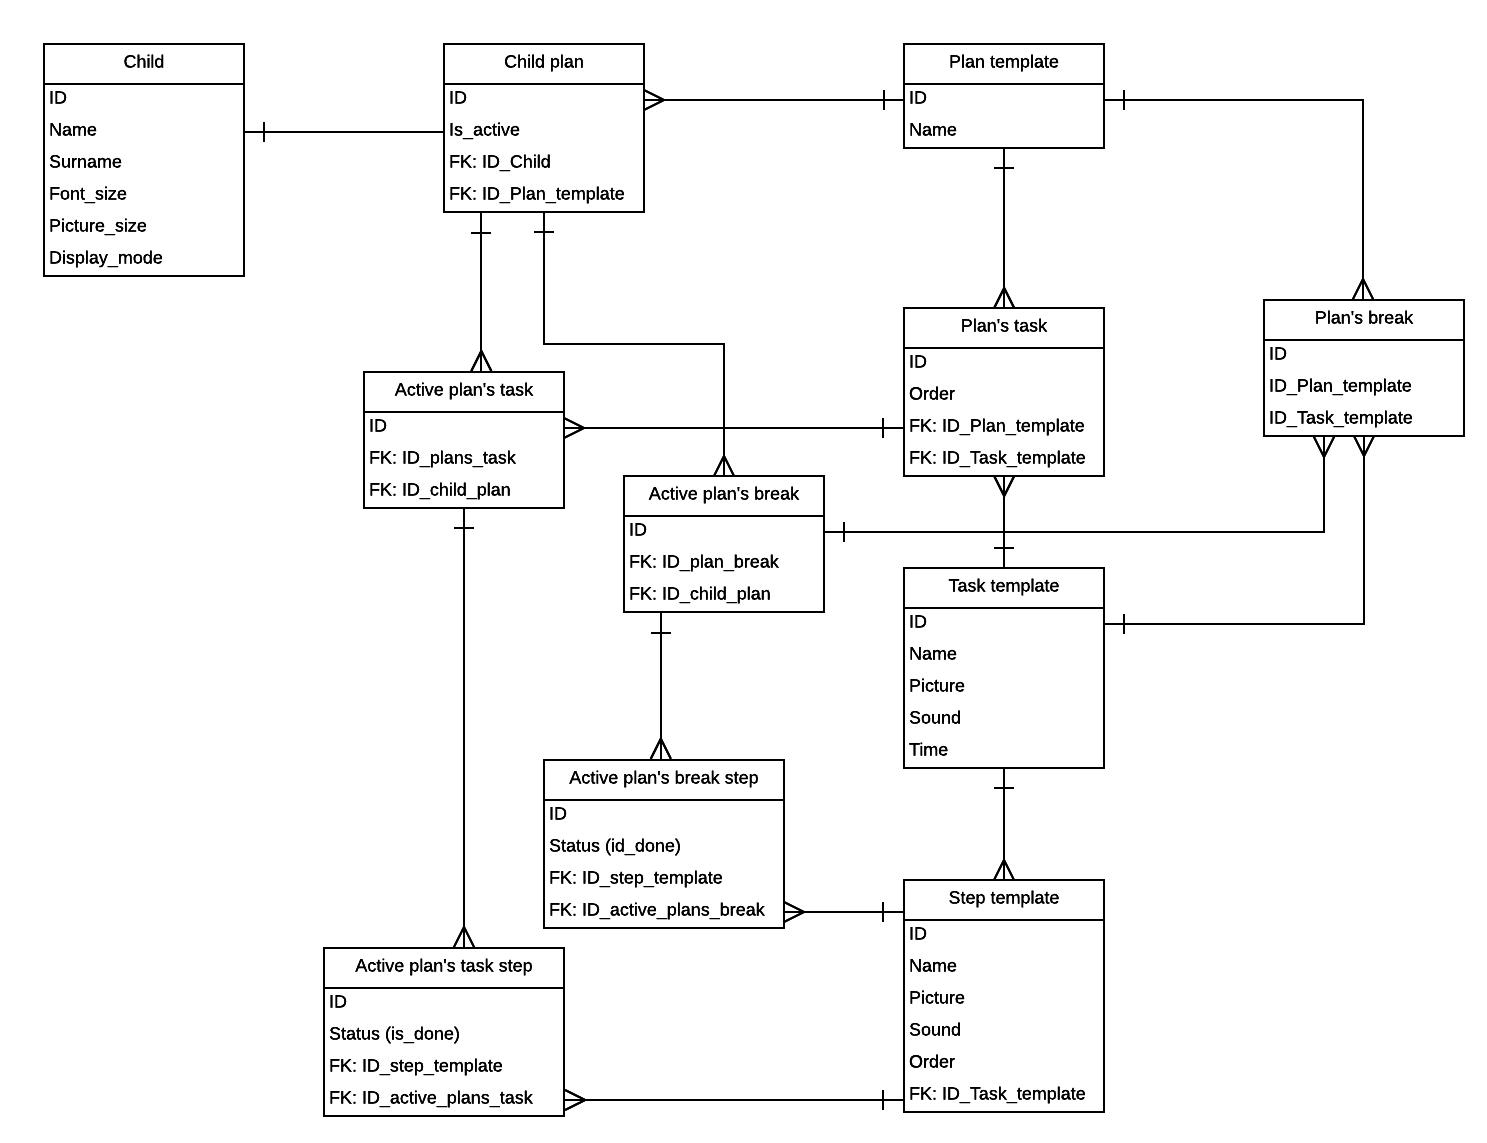 Child
ID
Name
Surname
Font_size
Picture_size
Display_mode
Child plan
ID
Is_active
FK: ID_Child
FK: ID_Plan_template
Plan template
ID
Name
Plan's task
ID
Order
FK: ID_Plan_template
FK: ID_Task_template
Plan's break
ID
ID_Plan_template
ID_Task_template
Active plan's task
ID
FK: ID_plans_task
FK: ID_child_plan
Active plan's break
ID
FK: ID_plan_break
FK: ID_child_plan
Task template
ID
Name
Picture
Sound
Time
Active plan's break step
ID
Status (id_done)
FK: ID_step_template
FK: ID_active_plans_break
Step template
ID
Name
Picture
Sound
Order
FK: ID_Task_template
Active plan's task step
ID
Status (is_done)
FK: ID_step_template
FK: ID_active_plans_task